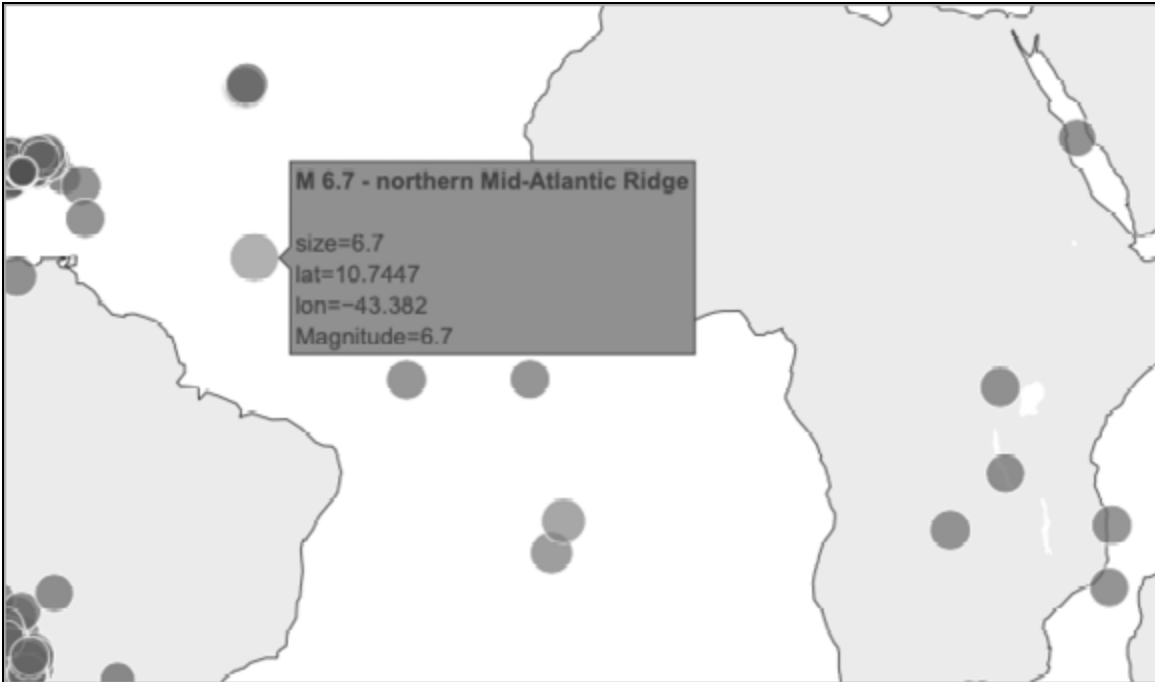 M 6.7 - northern Mid-Atlantic Ridge
size=6.7
lat=10.7447
lon=−43.382
Magnitude=6.7